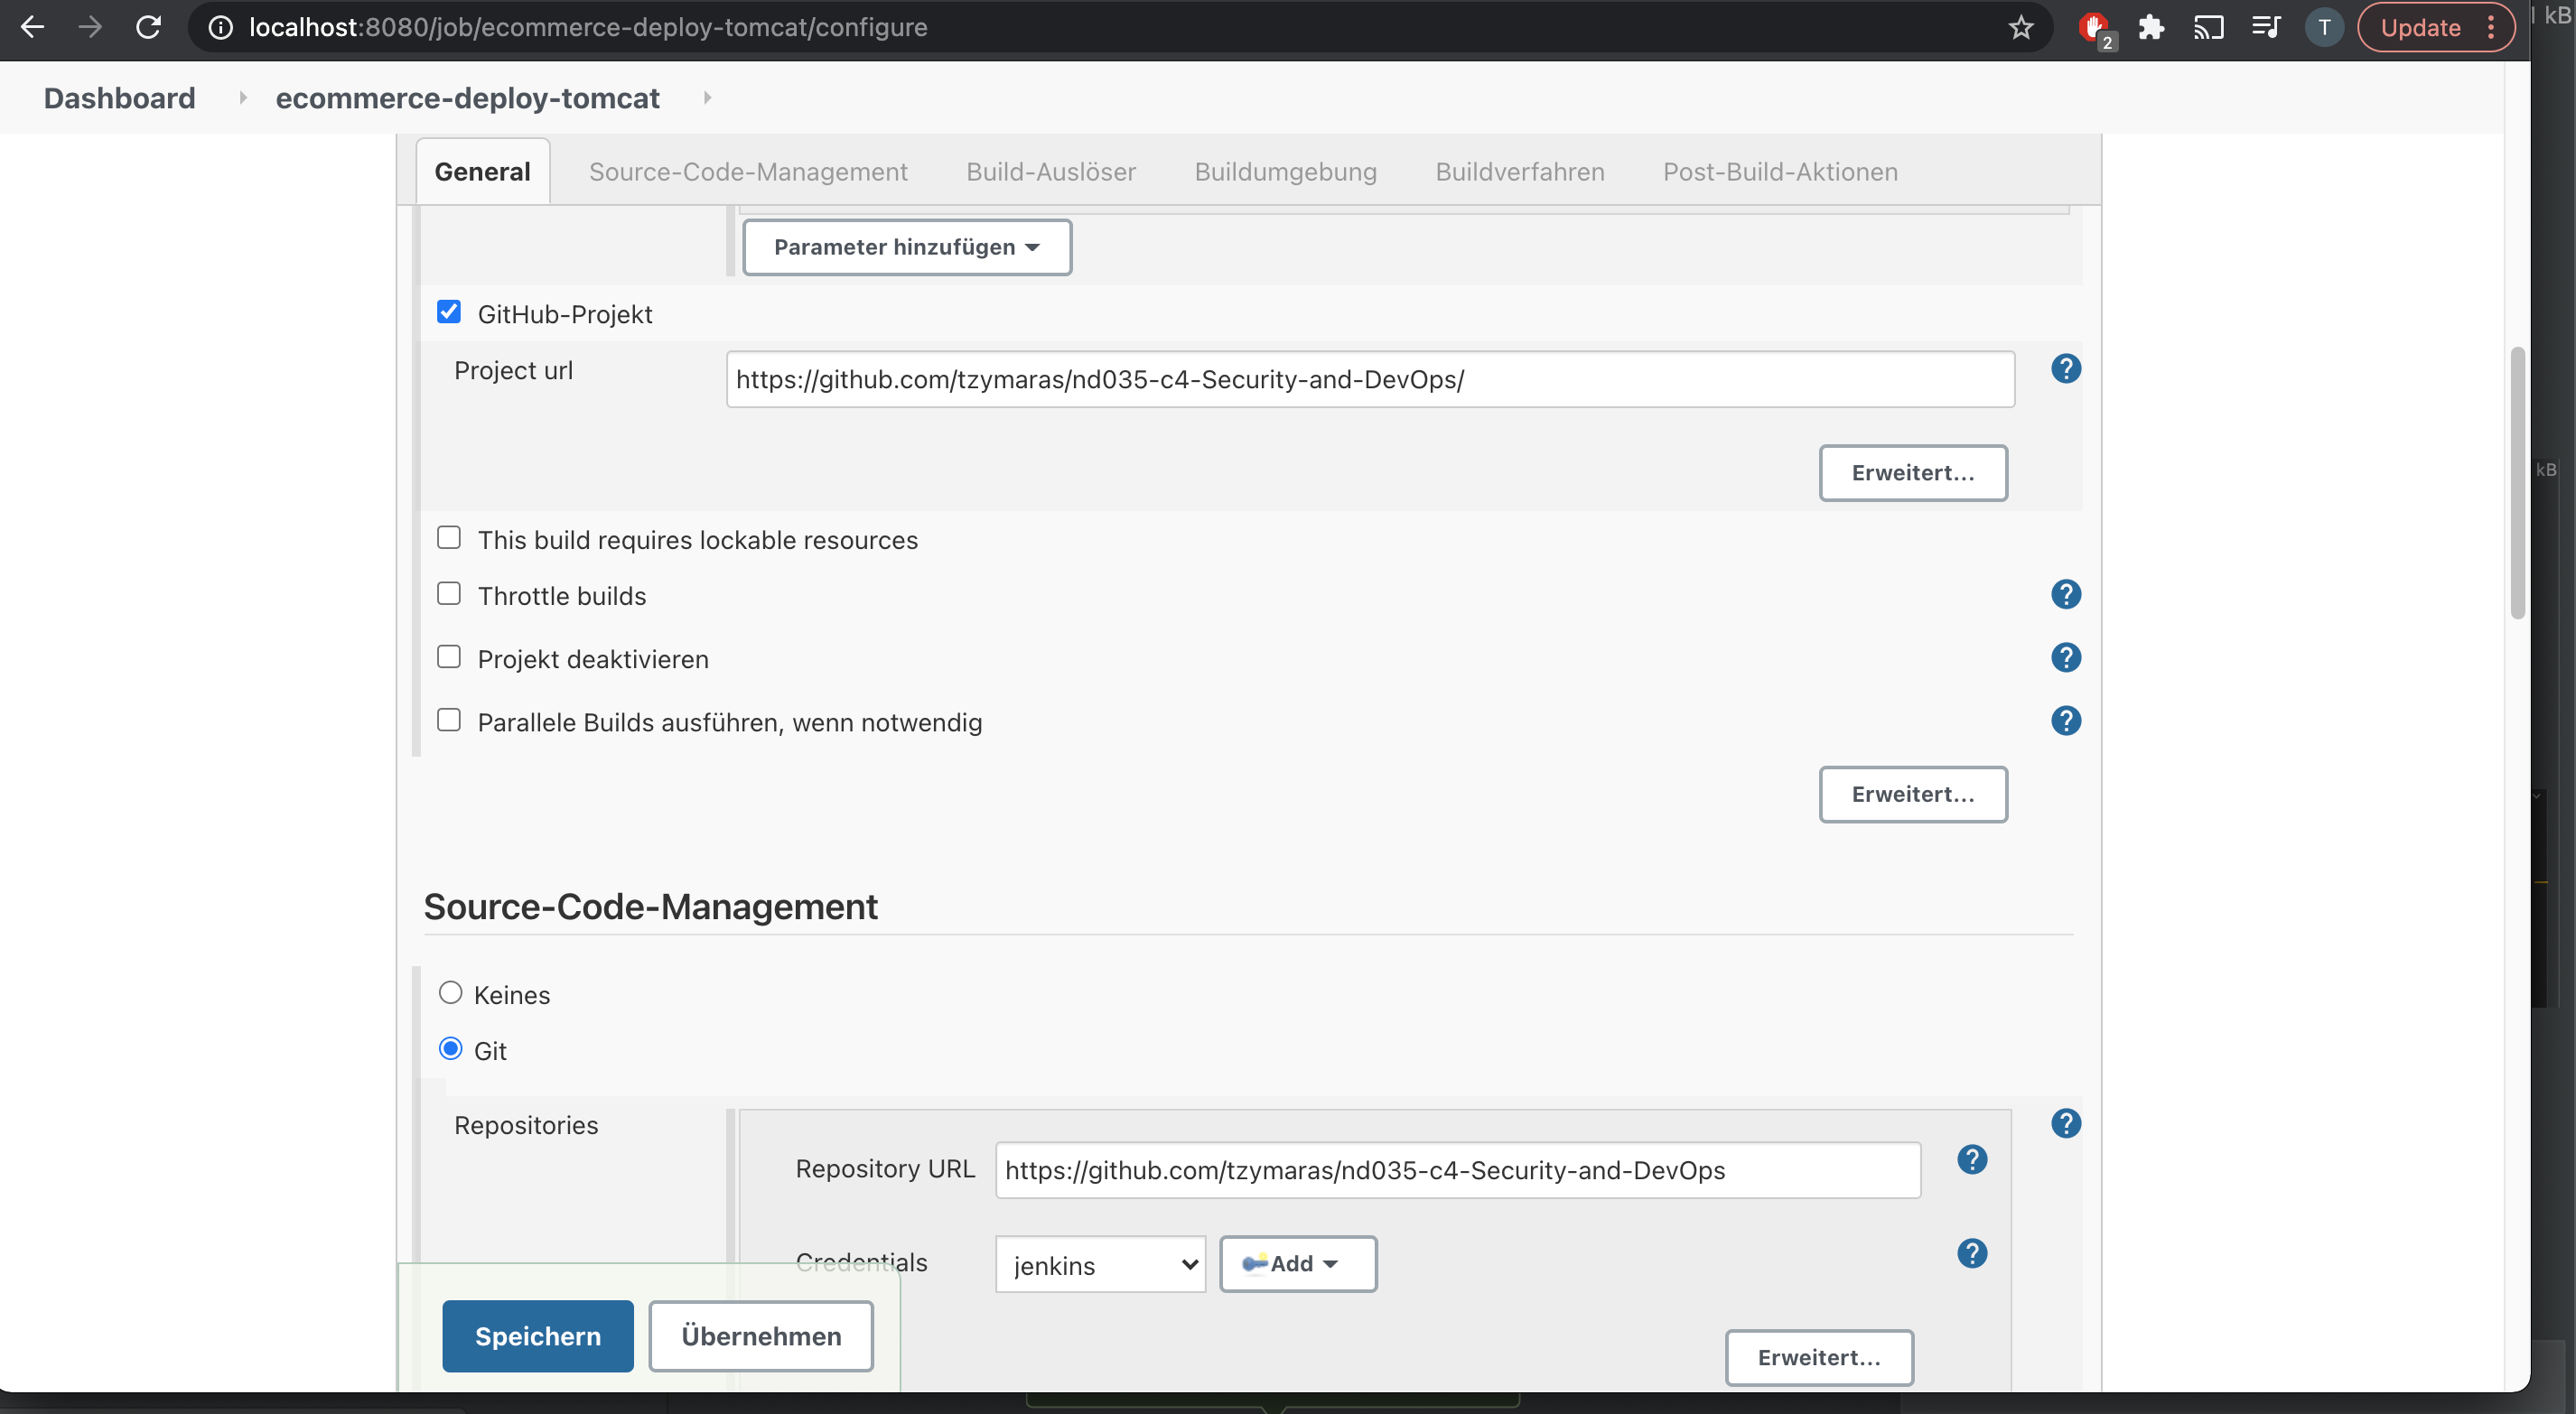 localhost:8080/job/ecommerce-deploy-tomcat/configure
2
T
Update
kB
Dashboard
ecommerce-deploy-tomcat
General
Source-Code-Management
Build-Auslöser
Buildumgebung
Buildverfahren
Post-Build-Aktionen
Parameter hinzufügen
GitHub-Projekt
Project url
https://github.com/tzymaras/nd035-c4-Security-and-DevOps/
?
Erweitert...
kB
This build requires lockable resources
Throttle builds
?
Projekt deaktivieren
?
Parallele Builds ausführen, wenn notwendig
?
Erweitert...
Source-Code-Management
Keines
Git
Repositories
?
Repository URL
https://github.com/tzymaras/nd035-c4-Security-and-DevOps
?
Credentials
jenkins
Add
?
Speichern
Übernehmen
Erweitert...